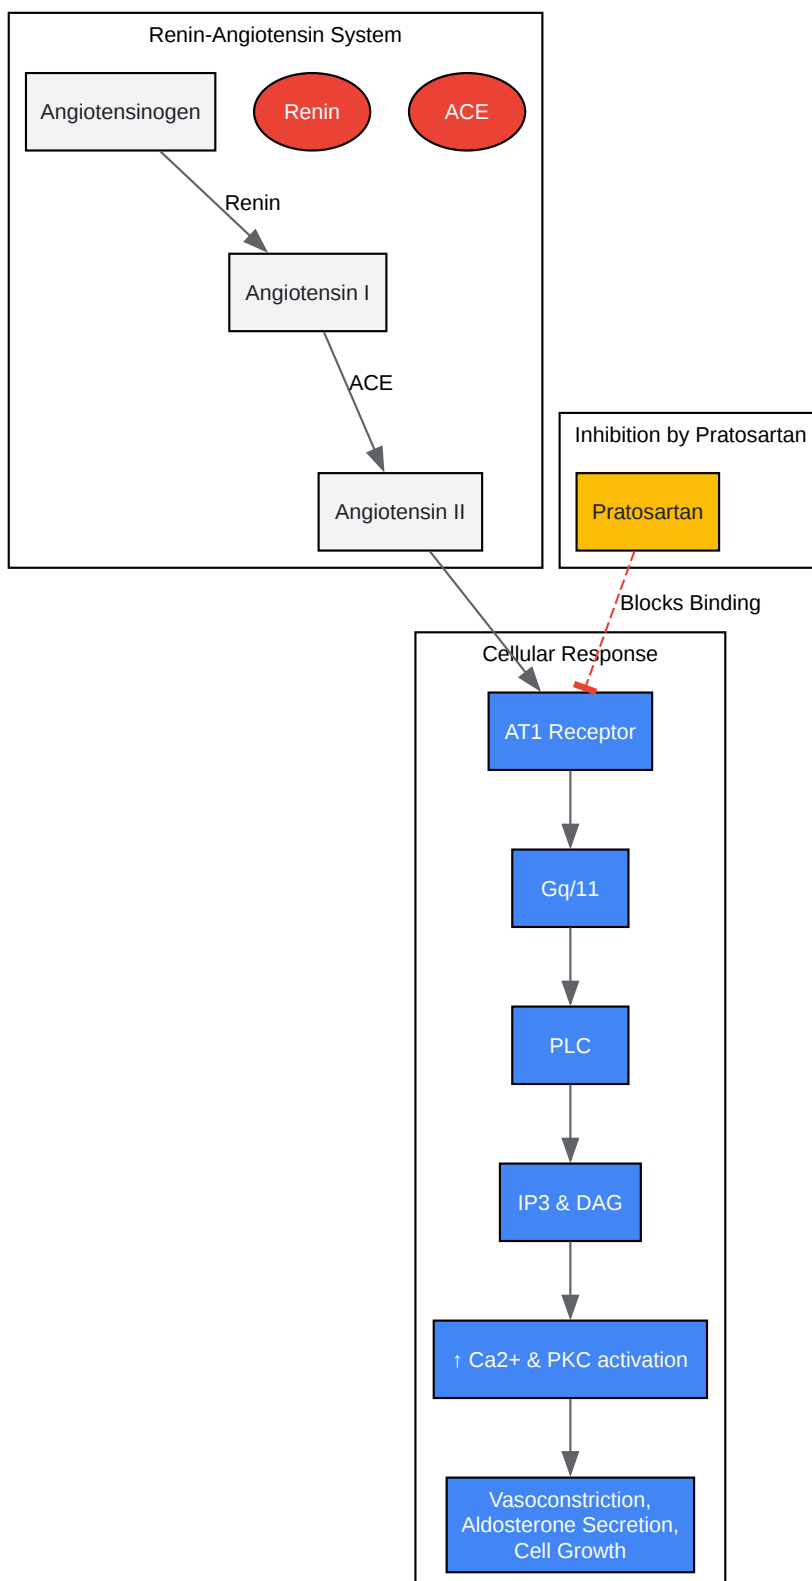 Renin-Angiotensin System
Angiotensinogen
Renin
ACE
Renin
Angiotensin I
ACE
Inhibition by Pratosartan
Angiotensin II
Pratosartan
Blocks Binding
Cellular Response
AT1 Receptor
Gq/11
PLC
IP3 & DAG
↑ Ca2+ & PKC activation
Vasoconstriction,
Aldosterone Secretion,
Cell Growth